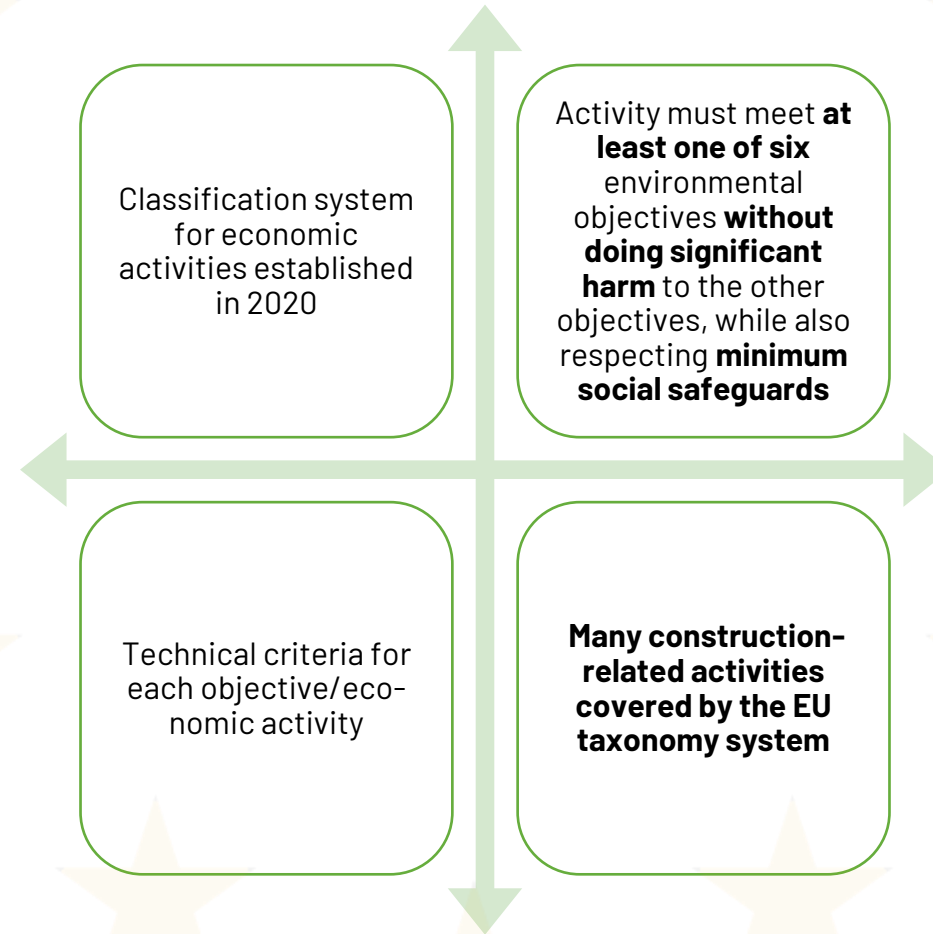 Classification system
for economic
activities established
in 2020
Activity must meet at
least one of six
environmental
objectives without
doing significant
harm to the other
objectives, while also
respecting minimum
social safeguards
Technical criteria for
each objective/eco-
nomic activity
Many construction-
related activities
covered by the EU
taxonomy system